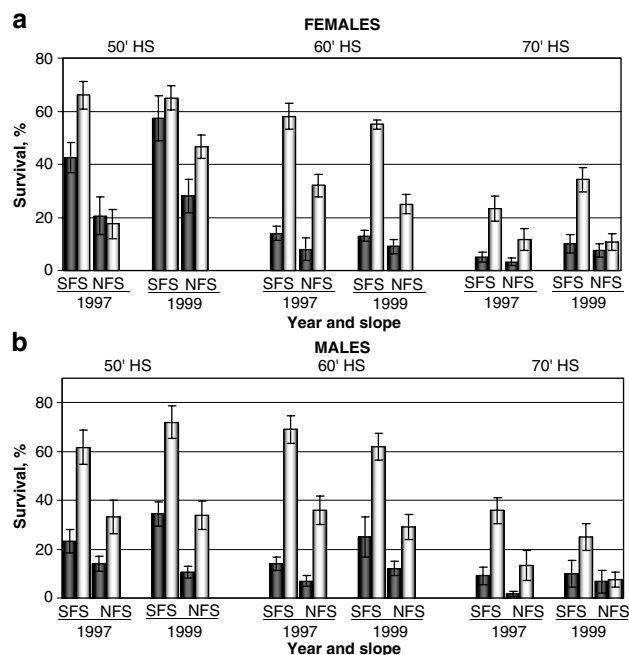 a
FEMALES
50' HS 60' HS 70' HS
80
60
40
20
0
Survival, %
SFS NFS SFS NFS SFS NFS SFS NFS SFS NFS SFS NFS
1997 1999 1997 1999 1997 1999
Year and slope
b
MALES
50' HS 60' HS 70' HS
80
60
40
20
0
Survival, %
SFS NFS SFS NFS SFS NFS SFS NFS SFS NFS SFS NFS
1997 1999 1997 1999 1997 1999
Year and slope